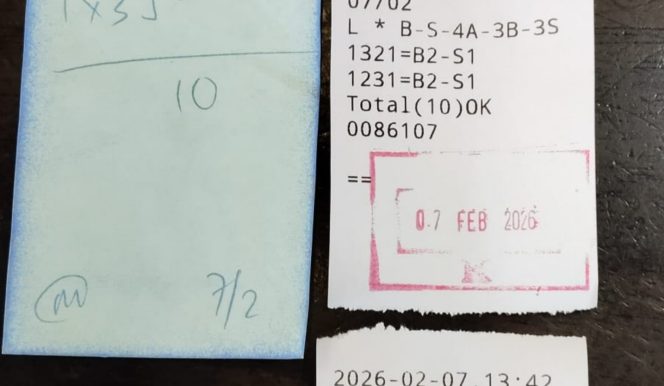 1x35
10
7/2
07702
L * B-S-4A-3B-3S
1321=B2-S1
1231=B2-S1
Total(10)OK
0086107
==
07 FEB 2026
K
2026-02-07 13:42